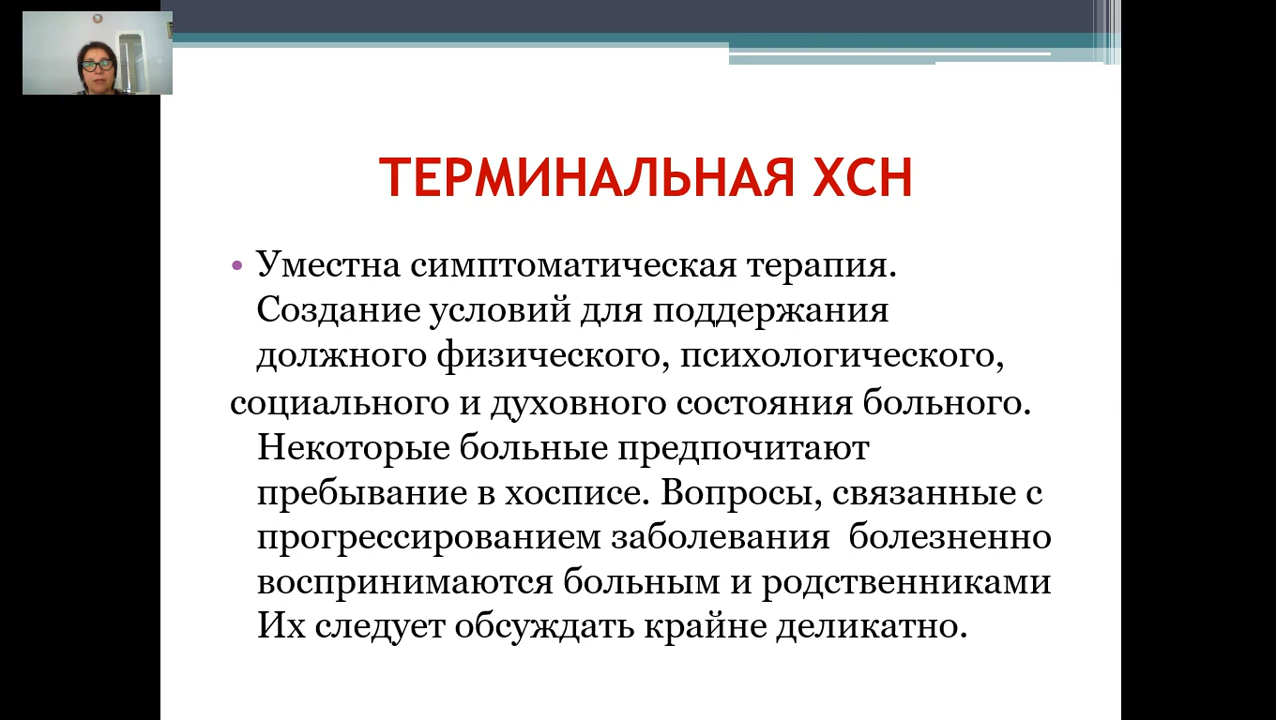 ТЕРМИНАЛЬНАЯ ХСН
• Уместна симптоматическая терапия.
Создание условий для поддержания
должного физического, психологического,
социального и духовного состояния больного.
Некоторые больные предпочитают
пребывание в хосписе. Вопросы, связанные с
прогрессированием заболевания  болезненно
воспринимаются больным и родственниками
Их следует обсуждать крайне деликатно.